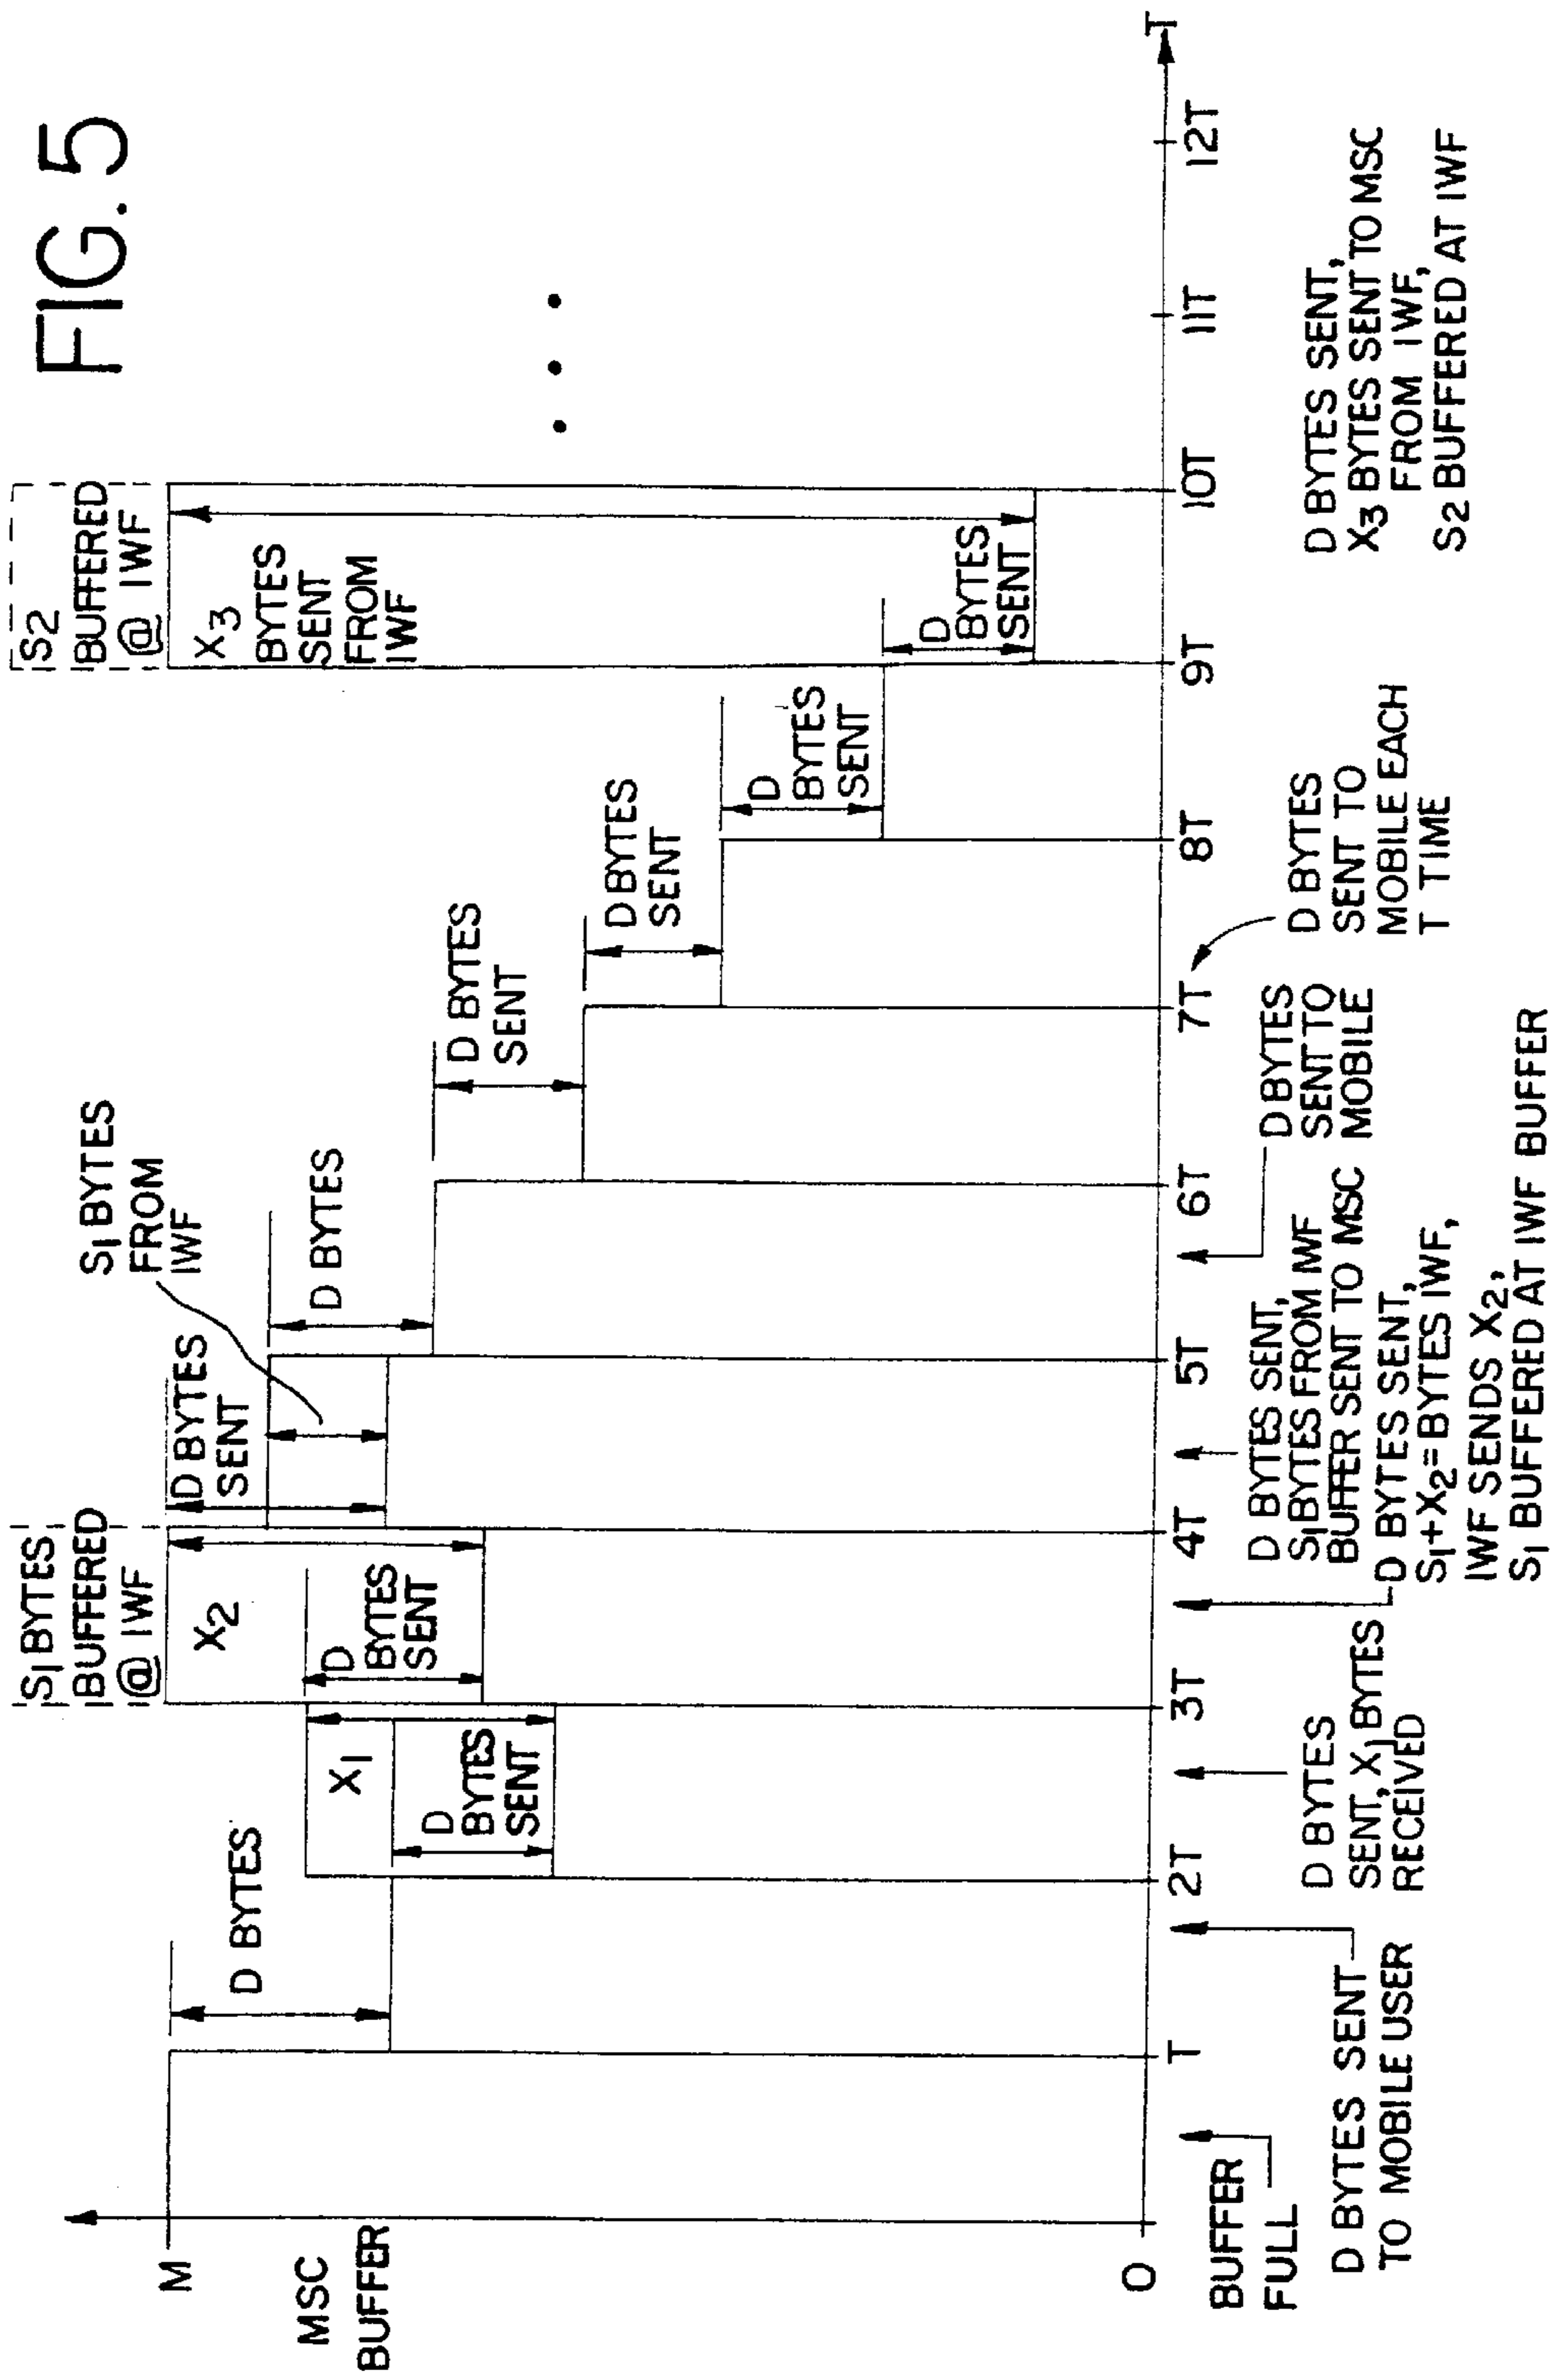 FIG. 5
M
MSC
BUFFER
O
D BYTES
X1
D
BYTES
SENT
S1 BYTES
BUFFERED
@ IWF
X2
D
BYTES
SENT
D BYTES
SENT
S1 BYTES
FROM
IWF
D BYTES
D BYTES
SENT
D BYTES
SENT
D
BYTES
SENT
S2
BUFFERED
@ IWF
X3
BYTES
SENT
FROM
IWF
D
BYTES
SENT
T
2T
3T
4T
5T
6T
7T
8T
9T
10T
11T
12T
T
BUFFER
FULL
D BYTES SENT
TO MOBILE USER
D BYTES
SENT, X1 BYTES
RECEIVED
D BYTES SENT,
S1+X2=BYTES IWF,
IWF SENDS X2,
S1 BUFFERED AT IWF BUFFER
D BYTES SENT,
S1 BYTES FROM IWF
BUFFER SENT TO MSC
D BYTES
SENT TO
MOBILE
D BYTES
SENT TO
MOBILE EACH
T TIME
D BYTES SENT,
X3 BYTES SENT TO MSC
FROM IWF,
S2 BUFFERED AT IWF